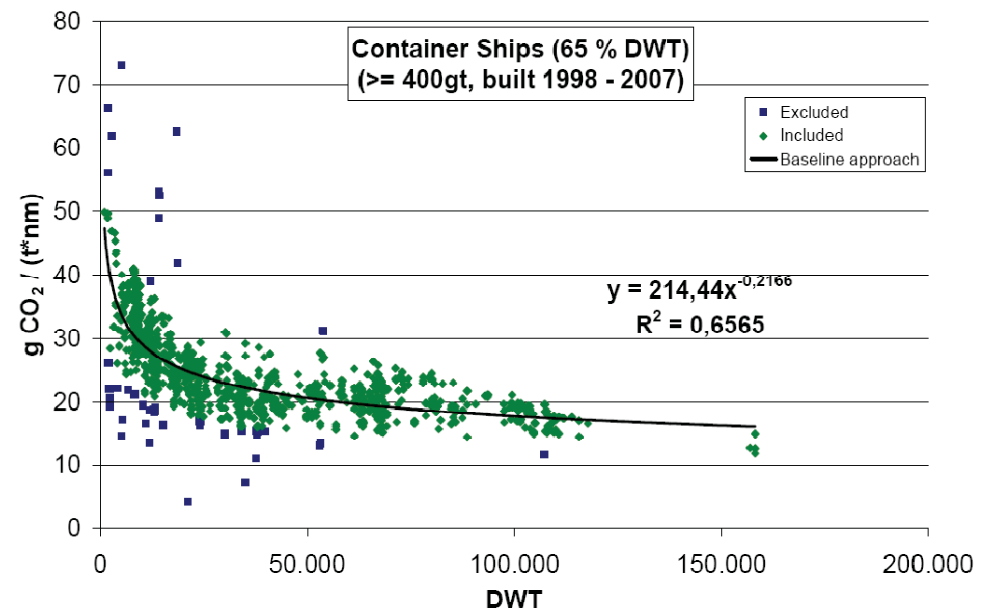 Container Ships (65 % DWT)
(>= 400gt, built 1998 - 2007)
Excluded
Included
Baseline approach
g CO₂ / (t*nm)
80
70
60
50
40
30
20
10
0
y = 214,44x^-0,2166
R² = 0,6565
0
50.000
100.000
150.000
200.000
DWT